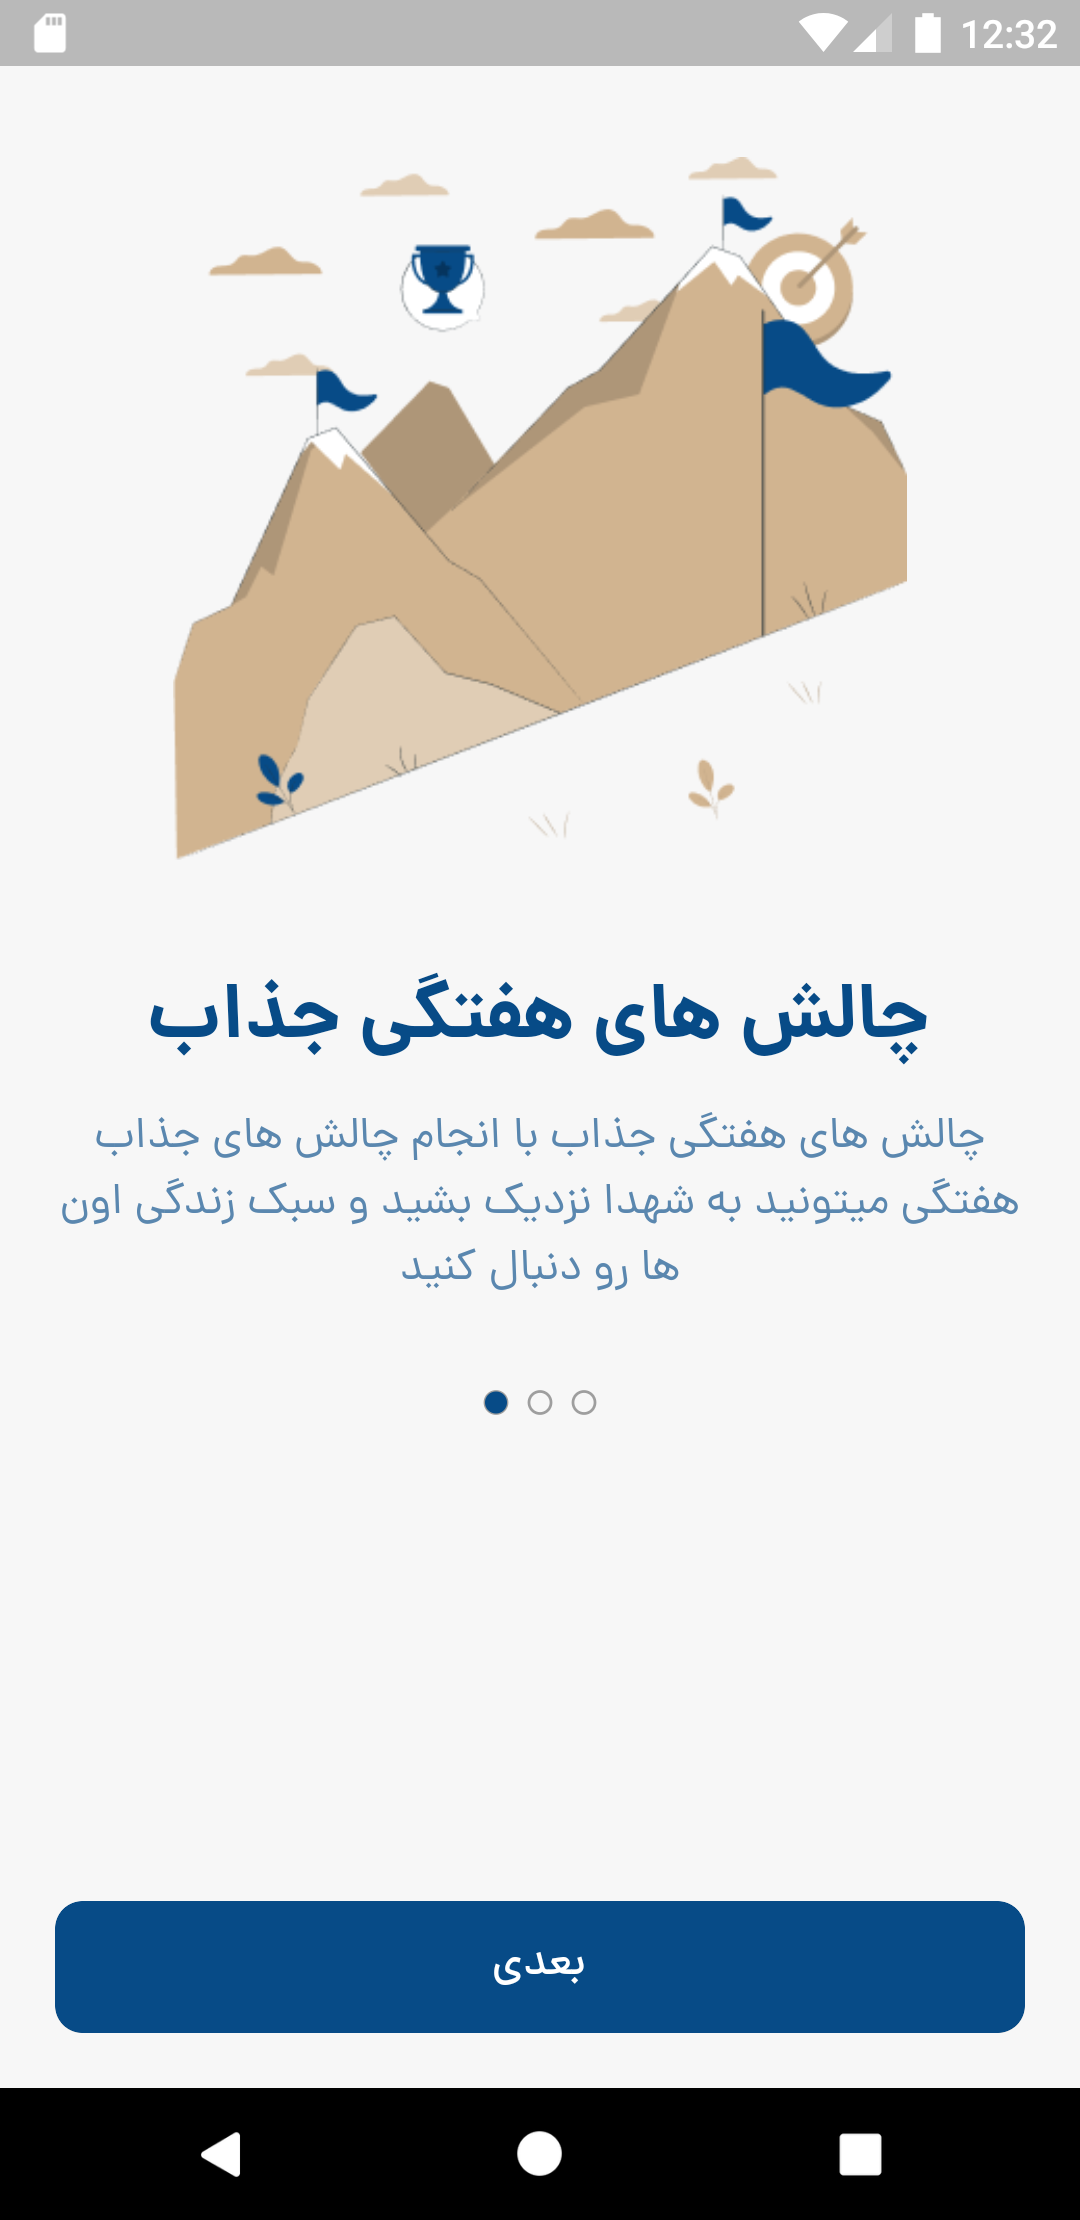 12:32
چالش های هفتگی جذاب
چالش های هفتگی جذاب با انجام چالش های جذاب
هفتگی میتونید به شهدا نزدیک بشید و سبک زندگی اون
ها رو دنبال کنید
بعدی